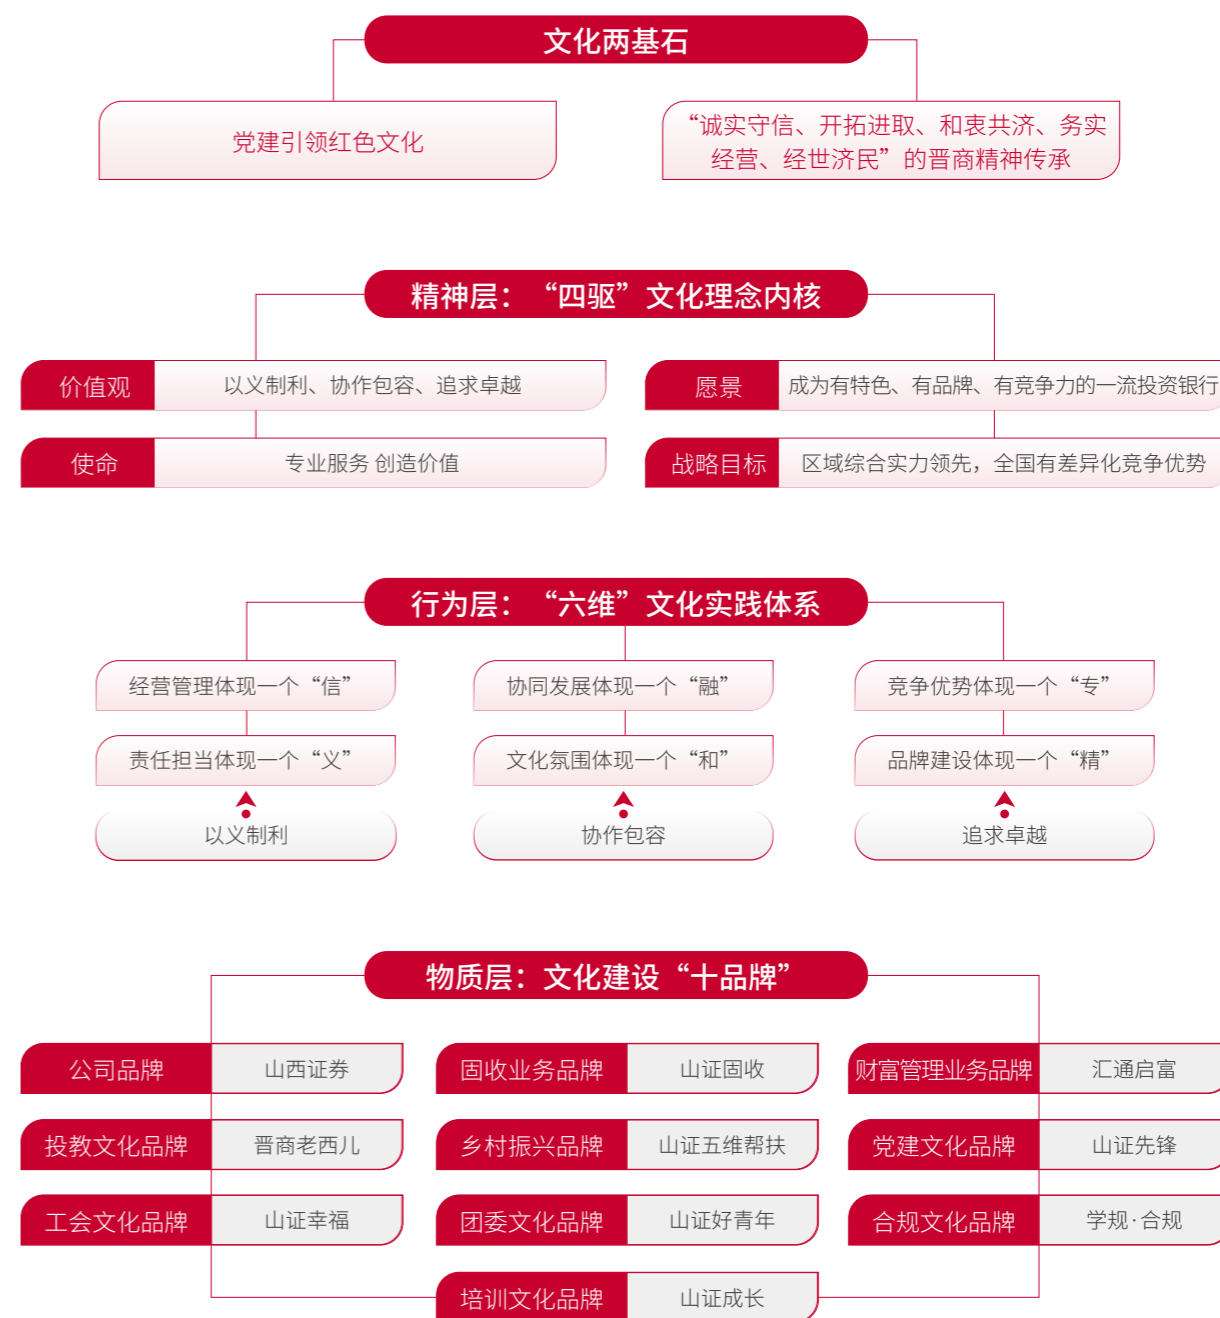 文化两基石
党建引领红色文化
“诚实守信、开拓进取、和衷共济、务实
经营、经世济民”的晋商精神传承
精神层：“四驱”文化理念内核
价值观 以义制利、协作包容、追求卓越
愿景 成为有特色、有品牌、有竞争力的一流投资银行
使命 专业服务 创造价值
战略目标 区域综合实力领先，全国有差异化竞争优势
行为层：“六维”文化实践体系
经营管理体现一个“信”
协同发展体现一个“融”
竞争优势体现一个“专”
责任担当体现一个“义”
文化氛围体现一个“和”
品牌建设体现一个“精”
以义制利
协作包容
追求卓越
物质层：文化建设“十品牌”
公司品牌 山西证券
固收业务品牌 山证固收
财富管理业务品牌 汇通启富
投教文化品牌 晋商老西儿
乡村振兴品牌 山证五维帮扶
党建文化品牌 山证先锋
工会文化品牌 山证幸福
团委文化品牌 山证好青年
合规文化品牌 学规·合规
培训文化品牌 山证成长